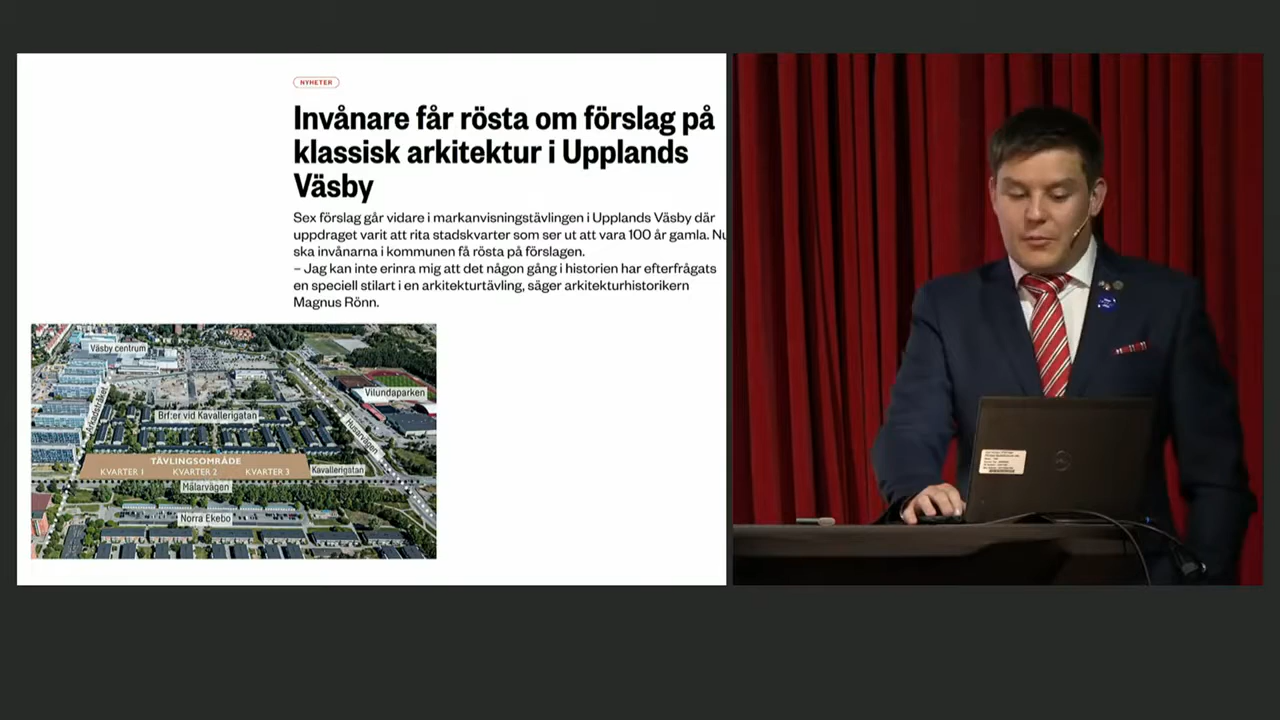 NYHETER
Invånare får rösta om förslag på
klassisk arkitektur i Upplands
Väsby
Sex förslag går vidare i markanvisningstävlingen i Upplands Väsby där
uppdraget varit att rita stadskvarter som ser ut att vara 100 år gamla. Nu
ska invånarna i kommunen få rösta på förslagen.
– Jag kan inte erinra mig att det någon gång i historien har efterfrågats
en speciell stilart i en arkitekturtävling, säger arkitekturhistorikern
Magnus Rönn.
Väsby centrum
Vilundaparken
Brf:er vid Kavallerigatan
Husarvägen
TÄVLINGSOMRÅDE
KVARTER 1 KVARTER 2 KVARTER 3
Kavallerigatan
Mälarvägen
Norra Ekebo